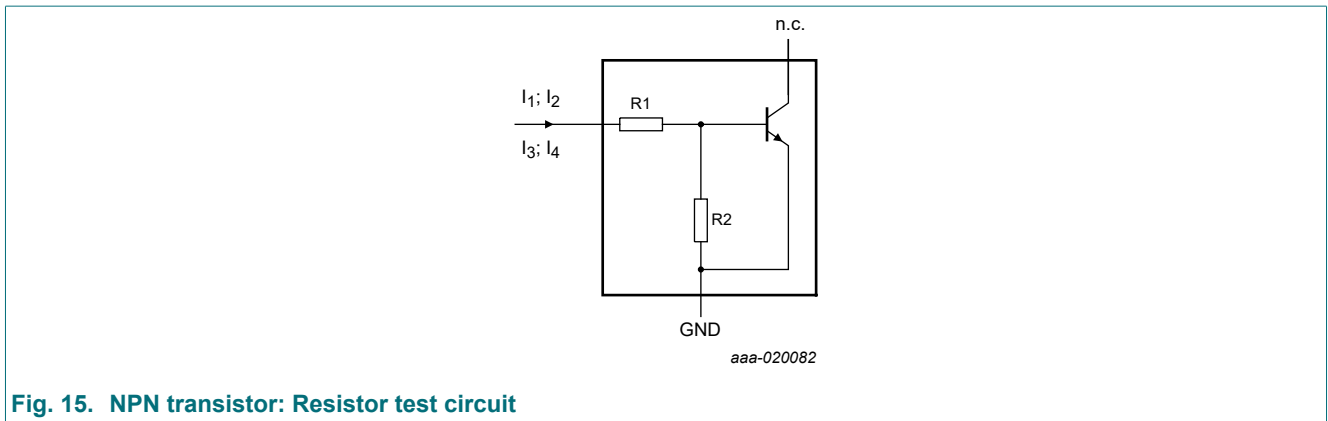 n.c.
I1; I2
R1
I3; I4
R2
GND
aaa-020082
Fig. 15. NPN transistor: Resistor test circuit